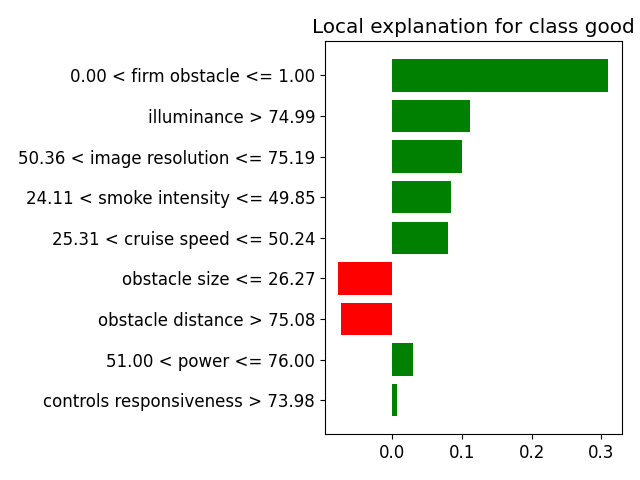 Local explanation for class good
0.00 < firm obstacle <= 1.00
illuminance > 74.99
50.36 < image resolution <= 75.19
24.11 < smoke intensity <= 49.85
25.31 < cruise speed <= 50.24
obstacle size <= 26.27
obstacle distance > 75.08
51.00 < power <= 76.00
controls responsiveness > 73.98
0.0 0.1 0.2 0.3